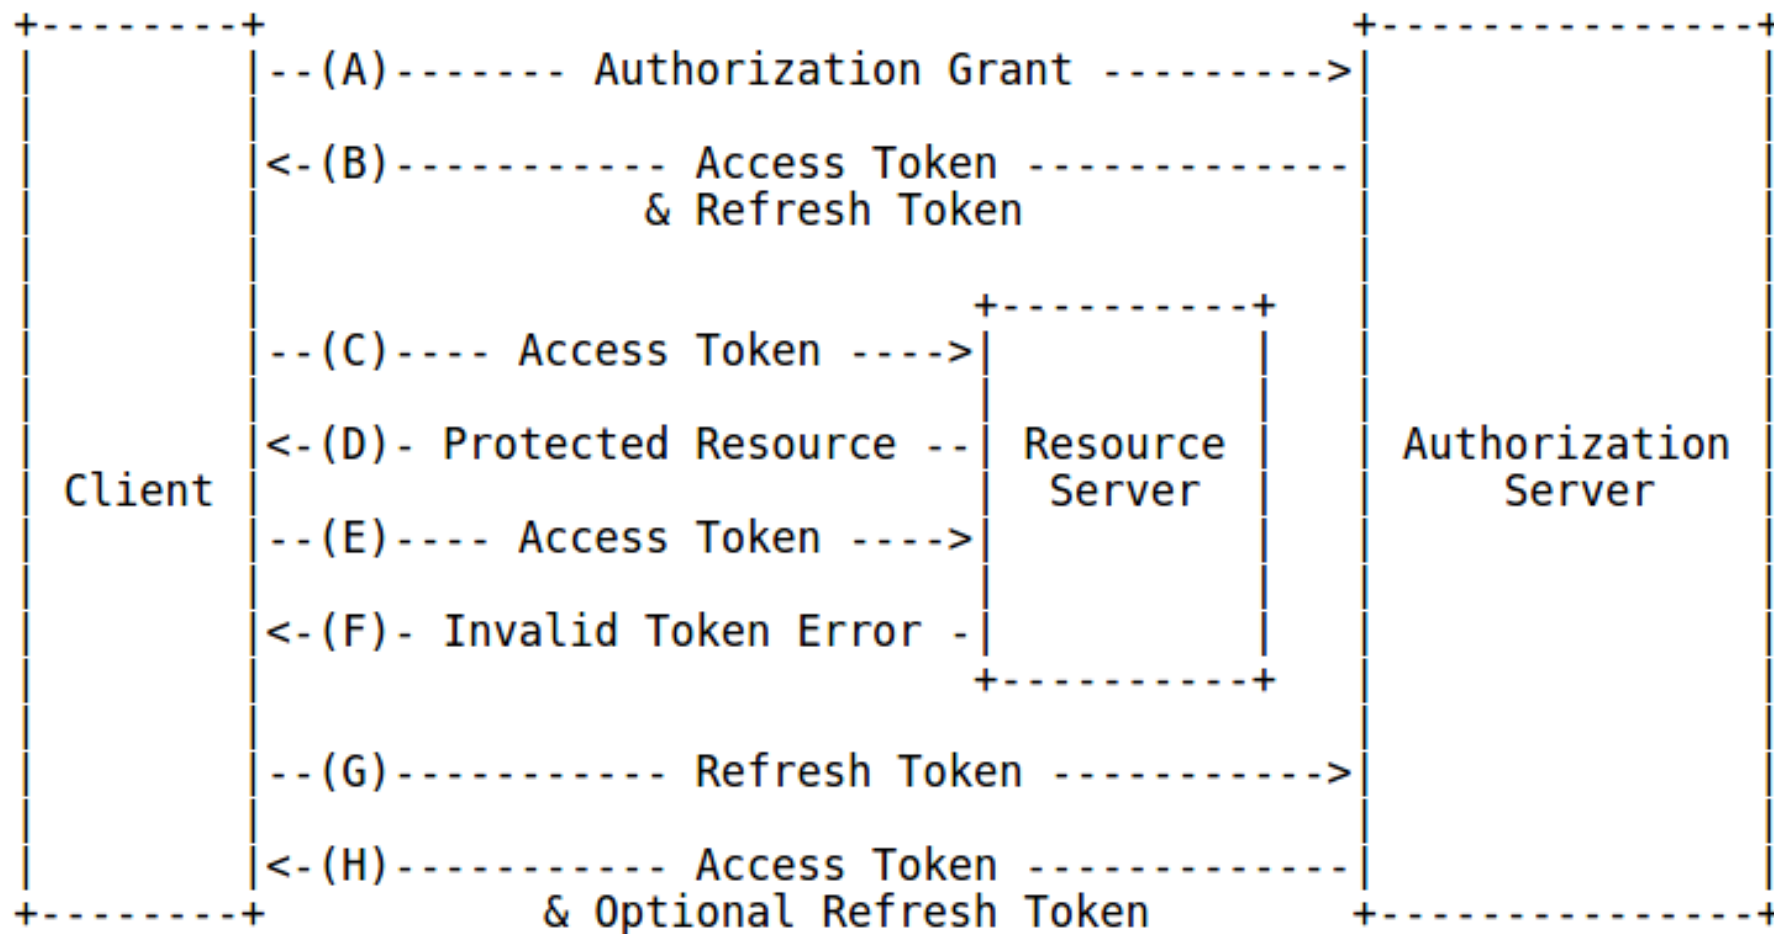 +--------+                                           +---------------+
|        |--(A)------- Authorization Grant --------->|               |
|        |                                           |               |
|        |<-(B)----------- Access Token -------------|               |
|        |               & Refresh Token             |               |
|        |                                           |               |
|        |                            +----------+   |               |
|        |--(C)---- Access Token ---->|          |   |               |
|        |                            |          |   |               |
|        |<-(D)- Protected Resource --| Resource |   | Authorization |
| Client |                            |  Server  |   |     Server    |
|        |--(E)---- Access Token ---->|          |   |               |
|        |                            |          |   |               |
|        |<-(F)- Invalid Token Error -|          |   |               |
|        |                            +----------+   |               |
|        |                                           |               |
|        |--(G)----------- Refresh Token ----------->|               |
|        |                                           |               |
|        |<-(H)----------- Access Token -------------|               |
+--------+           & Optional Refresh Token        +---------------+